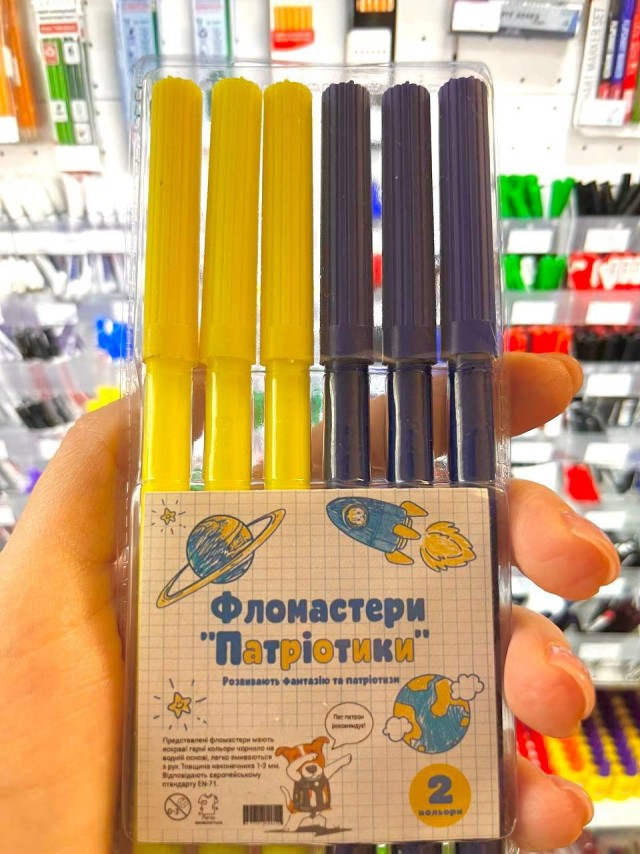 Фломастери
"Патріотики"
Розвивають фантазію та патріотизм
Представлені фломастери мають
яскраві гарні кольори чорнило на
водній основі, легко змиваються
з рук. Товщина наконечника 1-2 мм.
Відповідають європейському
стандарту EN-71.
Пес патрон
рекомендує!
2
кольори